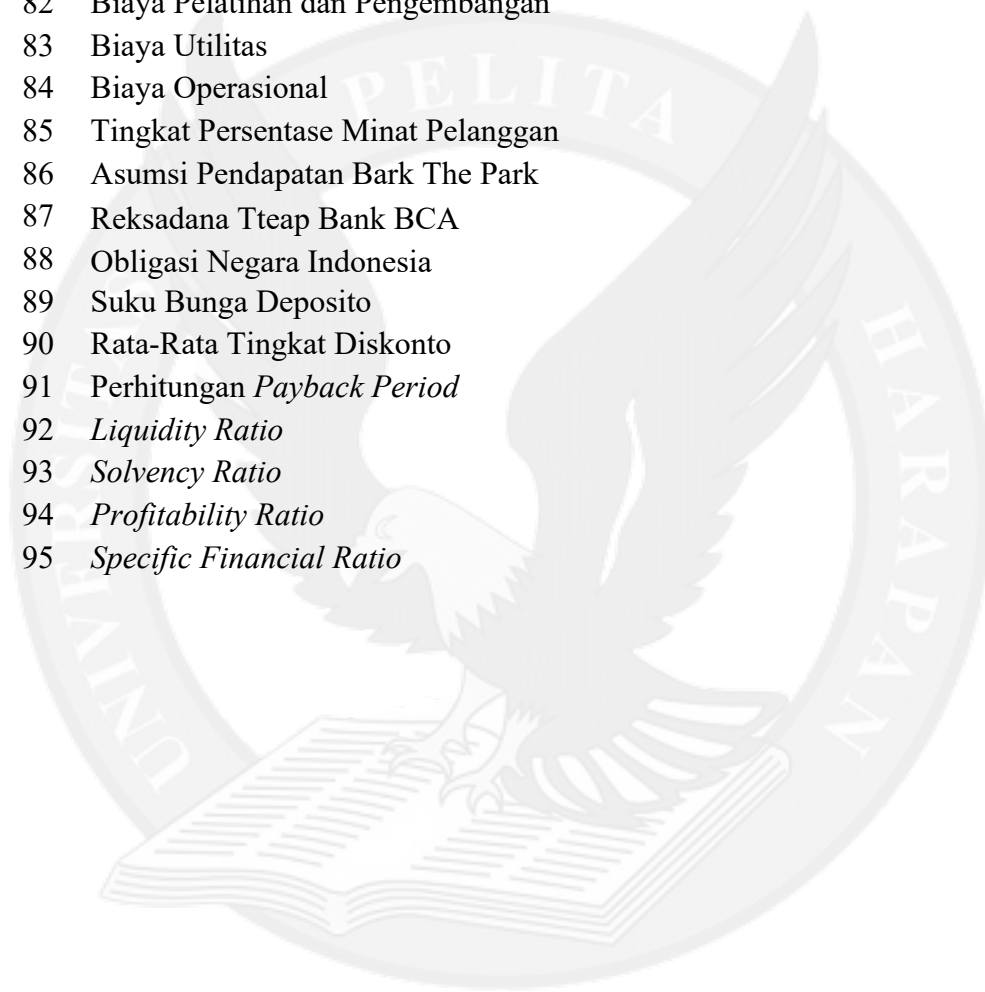 82 Biaya Pelatihan dan Pengembangan
83 Biaya Utilitas
84 Biaya Operasional
85 Tingkat Persentase Minat Pelanggan
86 Asumsi Pendapatan Bark The Park
87 Reksadana Tteap Bank BCA
88 Obligasi Negara Indonesia
89 Suku Bunga Deposito
90 Rata-Rata Tingkat Diskonto
91 Perhitungan Payback Period
92 Liquidity Ratio
93 Solvency Ratio
94 Profitability Ratio
95 Specific Financial Ratio
UNIVERSITAS PELITA HARAPAN